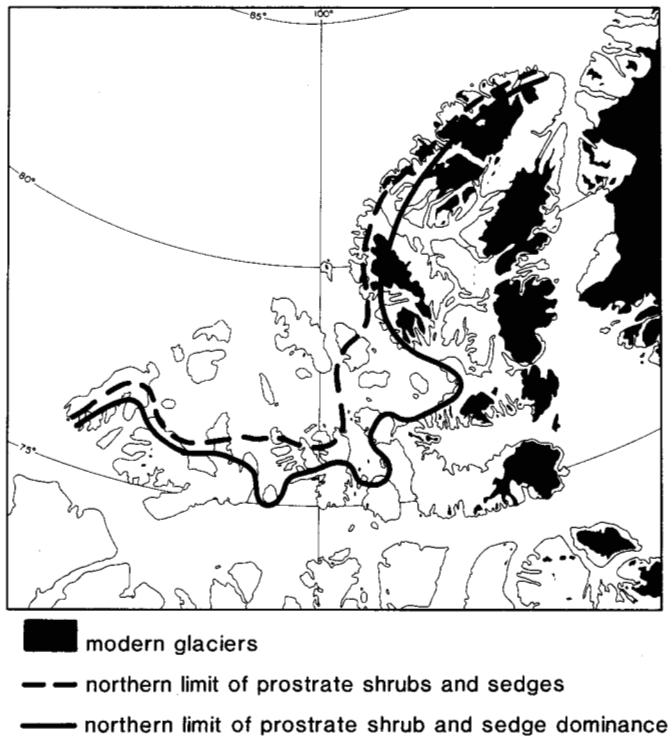 85° 100°
80°
75°
modern glaciers
northern limit of prostrate shrubs and sedges
northern limit of prostrate shrub and sedge dominance